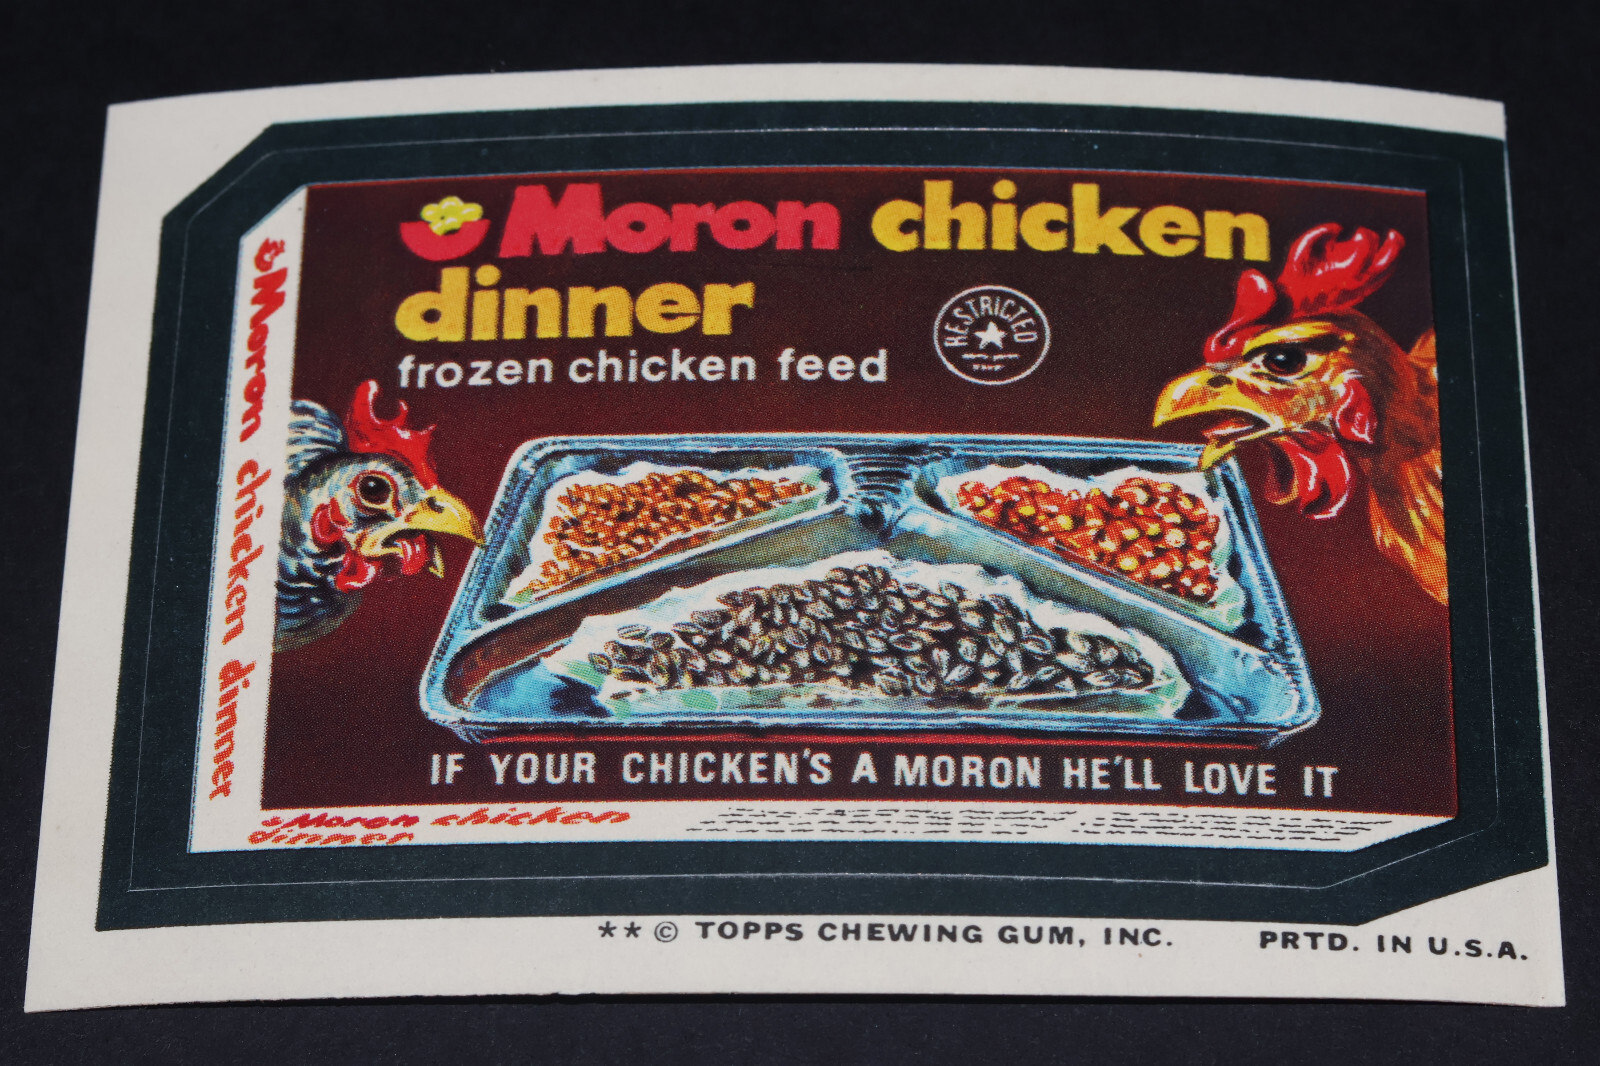 Moron chicken
dinner
frozen chicken feed
RESTRICTED
Moron chicken dinner
IF YOUR CHICKEN'S A MORON HE'LL LOVE IT
Moron chicken
dinner
** © TOPPS CHEWING GUM, INC. PRTD. IN U.S.A.